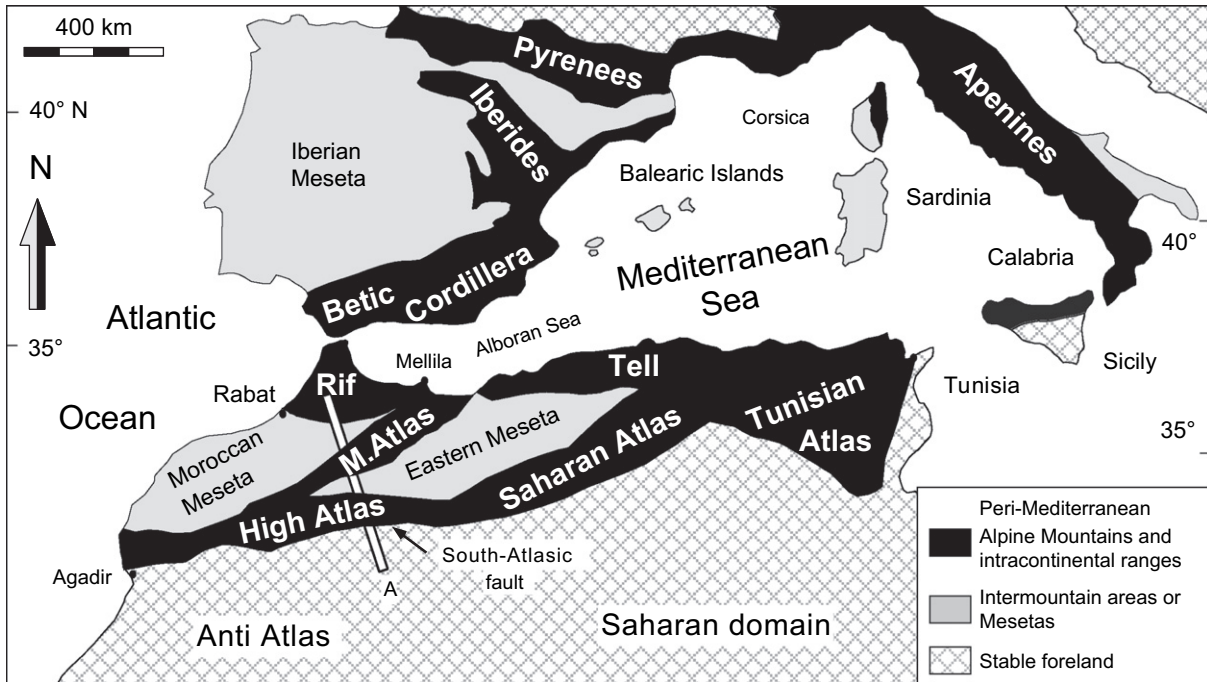 400 km
40° N
N
Pyrenees
Iberides
Iberian
Meseta
Corsica
Apenines
Balearic Islands
Sardinia
40°
Mediterranean
Sea
Calabria
Betic Cordillera
Atlantic
Ocean
35°
Alboran Sea
Mellila
Sicily
Rabat
Rif
Tell
Tunisia
Tunisian
Atlas
35°
M.Atlas
Eastern Meseta
Moroccan
Meseta
Saharan Atlas
High Atlas
South-Atlasic
fault
Agadir
A
Anti Atlas
Saharan domain
Peri-Mediterranean
Alpine Mountains and
intracontinental ranges
Intermountain areas or
Mesetas
Stable foreland